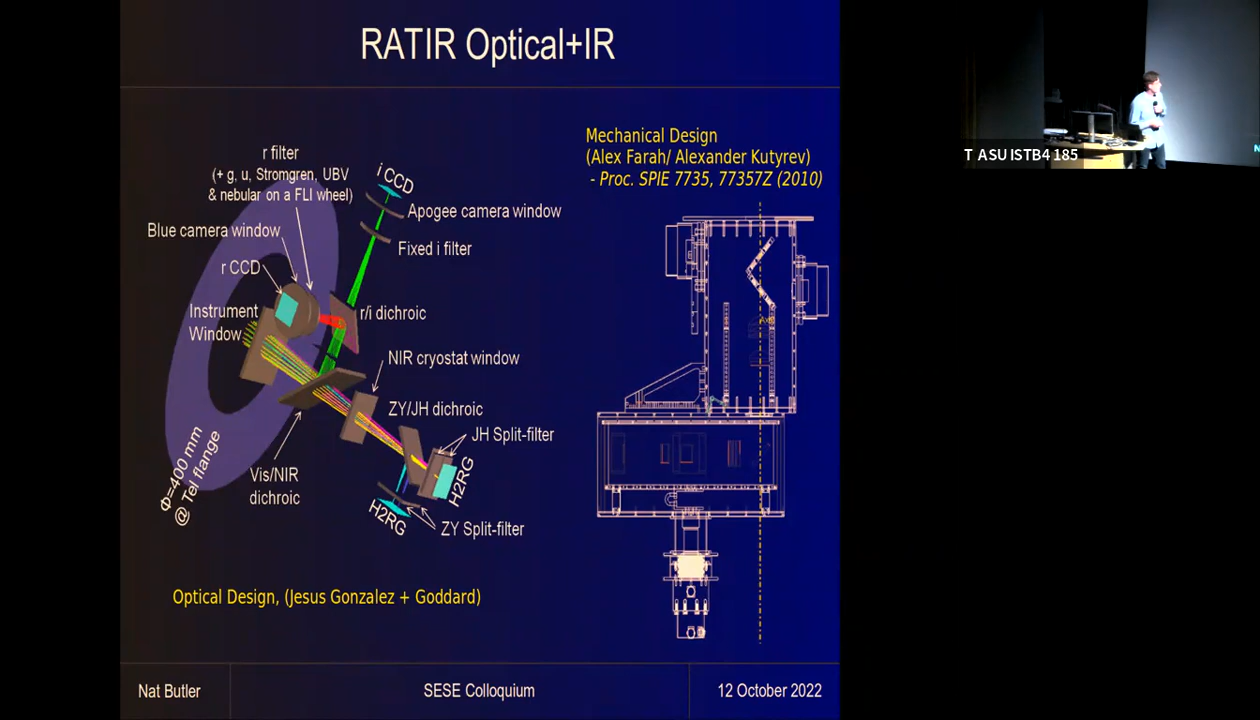 RATIR Optical+IR
r filter
(+ g, u, Stromgren, UBV
& nebular on a FLI wheel)
Blue camera window
r CCD
Instrument
Window
i CCD
Apogee camera window
Fixed i filter
r/i dichroic
NIR cryostat window
ZY/JH dichroic
JH Split-filter
H2RG
H2RG
ZY Split-filter
Vis/NIR
dichroic
Φ=400 mm
@ Tel flange
Optical Design, (Jesus Gonzalez + Goddard)
Mechanical Design
(Alex Farah/ Alexander Kutyrev)
- Proc. SPIE 7735, 77357Z (2010)
Nat Butler
SESE Colloquium
12 October 2022
T ASU ISTB4 185